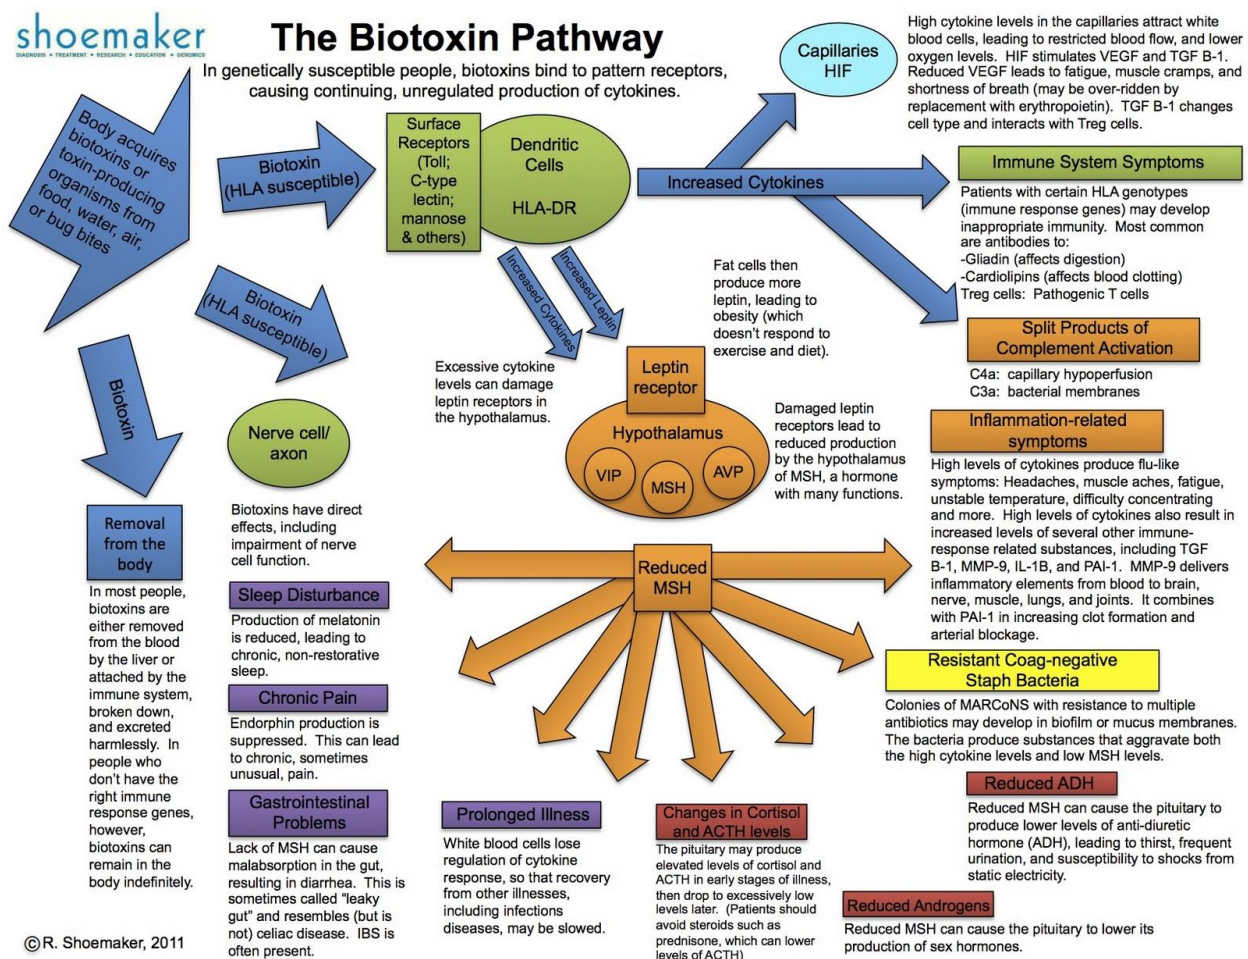 shoemaker
DIAGNOSIS • TREATMENT • RESEARCH • EDUCATION • GENOMICS
The Biotoxin Pathway
In genetically susceptible people, biotoxins bind to pattern receptors,
causing continuing, unregulated production of cytokines.
Body acquires
biotoxins or
toxin-producing
organisms from
food, water, air,
or bug bites
Biotoxin
(HLA susceptible)
Surface
Receptors
(Toll;
C-type
lectin;
mannose
& others)
Dendritic
Cells
HLA-DR
Increased Cytokines
Capillaries
HIF
High cytokine levels in the capillaries attract white
blood cells, leading to restricted blood flow, and lower
oxygen levels.  HIF stimulates VEGF and TGF B-1.
Reduced VEGF leads to fatigue, muscle cramps, and
shortness of breath (may be over-ridden by
replacement with erythropoietin).  TGF B-1 changes
cell type and interacts with Treg cells.
Immune System Symptoms
Patients with certain HLA genotypes
(immune response genes) may develop
inappropriate immunity.  Most common
are antibodies to:
-Gliadin (affects digestion)
-Cardiolipins (affects blood clotting)
Treg cells:  Pathogenic T cells
Split Products of
Complement Activation
C4a:  capillary hypoperfusion
C3a:  bacterial membranes
Biotoxin
(HLA susceptible)
Biotoxin
Increased Cytokines
Increased Leptin
Fat cells then
produce more
leptin, leading to
obesity (which
doesn't respond to
exercise and diet).
Excessive cytokine
levels can damage
leptin receptors in
the hypothalamus.
Leptin
receptor
Hypothalamus
VIP
MSH
AVP
Damaged leptin
receptors lead to
reduced production
by the hypothalamus
of MSH, a hormone
with many functions.
Nerve cell/
axon
Biotoxins have direct
effects, including
impairment of nerve
cell function.
Removal
from the
body
In most people,
biotoxins are
either removed
from the blood
by the liver or
attached by the
immune system,
broken down,
and excreted
harmlessly.  In
people who
don't have the
right immune
response genes,
however,
biotoxins can
remain in the
body indefinitely.
Sleep Disturbance
Production of melatonin
is reduced, leading to
chronic, non-restorative
sleep.
Chronic Pain
Endorphin production is
suppressed.  This can lead
to chronic, sometimes
unusual, pain.
Gastrointestinal
Problems
Lack of MSH can cause
malabsorption in the gut,
resulting in diarrhea.  This is
sometimes called "leaky
gut" and resembles (but is
not) celiac disease.  IBS is
often present.
Reduced
MSH
Inflammation-related
symptoms
High levels of cytokines produce flu-like
symptoms: Headaches, muscle aches, fatigue,
unstable temperature, difficulty concentrating
and more.  High levels of cytokines also result in
increased levels of several other immune-
response related substances, including TGF
B-1, MMP-9, IL-1B, and PAI-1.  MMP-9 delivers
inflammatory elements from blood to brain,
nerve, muscle, lungs, and joints.  It combines
with PAI-1 in increasing clot formation and
arterial blockage.
Resistant Coag-negative
Staph Bacteria
Colonies of MARCoNS with resistance to multiple
antibiotics may develop in biofilm or mucus membranes.
The bacteria produce substances that aggravate both
the high cytokine levels and low MSH levels.
Reduced ADH
Reduced MSH can cause the pituitary to
produce lower levels of anti-diuretic
hormone (ADH), leading to thirst, frequent
urination, and susceptibility to shocks from
static electricity.
Prolonged Illness
White blood cells lose
regulation of cytokine
response, so that recovery
from other illnesses,
including infections
diseases, may be slowed.
Changes in Cortisol
and ACTH levels
The pituitary may produce
elevated levels of cortisol and
ACTH in early stages of illness,
then drop to excessively low
levels later.  (Patients should
avoid steroids such as
prednisone, which can lower
levels of ACTH)
Reduced Androgens
Reduced MSH can cause the pituitary to lower its
production of sex hormones.
©R. Shoemaker, 2011